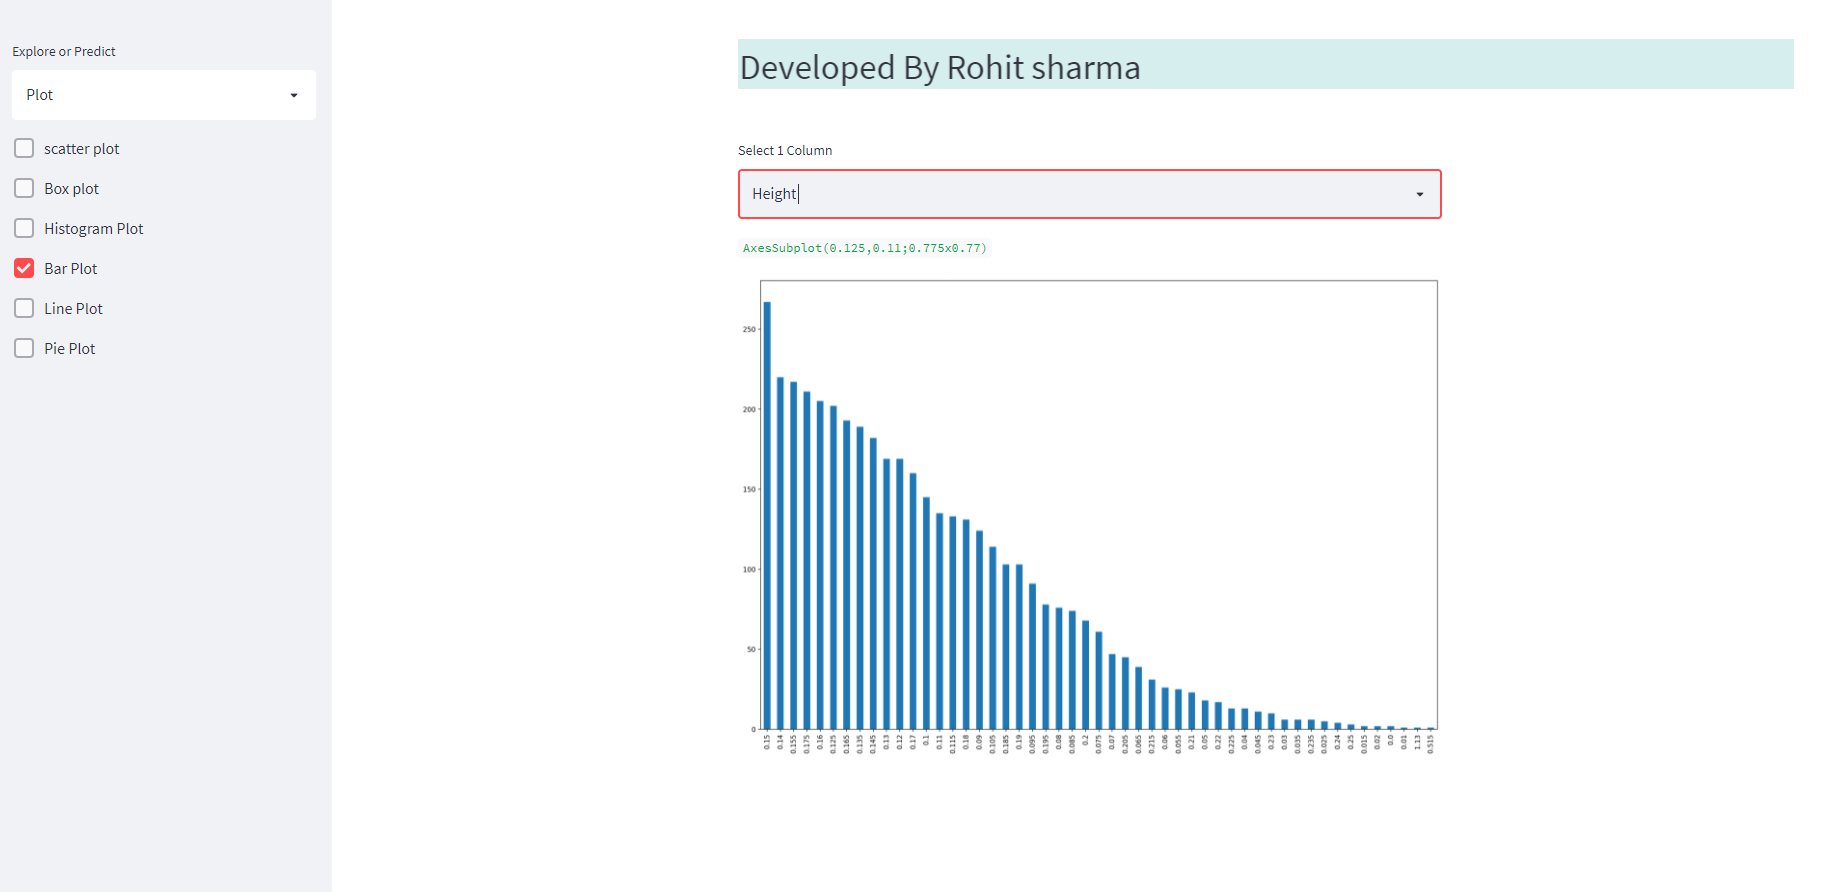 Explore or Predict
Plot
scatter plot
Box plot
Histogram Plot
Bar Plot
Line Plot
Pie Plot
Developed By Rohit sharma
Select 1 Column
Height
AxesSubplot(0.125,0.11;0.775x0.77)
250
200
150
100
50
0
0.15 0.14 0.155 0.175 0.16 0.125 0.165 0.135 0.145 0.13 0.12 0.17 0.1 0.11 0.115 0.18 0.09 0.105 0.185 0.19 0.095 0.195 0.08 0.085 0.2 0.075 0.07 0.205 0.065 0.215 0.06 0.055 0.21 0.05 0.22 0.225 0.04 0.045 0.23 0.03 0.035 0.235 0.025 0.24 0.25 0.015 0.02 0.0 0.01 1.13 0.515